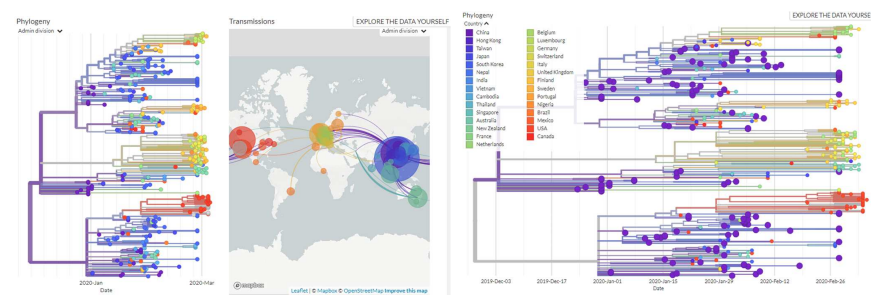 Phylogeny
Admin division
2020-Jan
2020-Mar
Date
Transmissions
EXPLORE THE DATA YOURSELF
Admin division
mapbox
Leaflet | © Mapbox © OpenStreetMap Improve this map
Phylogeny
EXPLORE THE DATA YOURSE
Country
China
Hong Kong
Taiwan
Japan
South Korea
Nepal
India
Vietnam
Cambodia
Thailand
Singapore
Australia
New Zealand
France
Netherlands
Belgium
Luxembourg
Germany
Switzerland
Italy
United Kingdom
Finland
Sweden
Portugal
Nigeria
Brazil
Mexico
USA
Canada
2019-Dec-03
2019-Dec-17
2020-Jan-01
2020-Jan-15
2020-Jan-29
2020-Feb-12
2020-Feb-26
Date